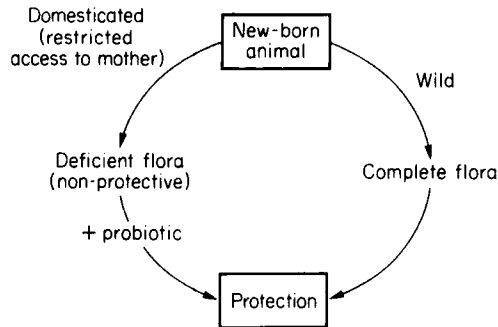 Domesticated
(restricted
access to mother)
New-born
animal
Wild
Deficient flora
(non-protective)
Complete flora
+ probiotic
Protection